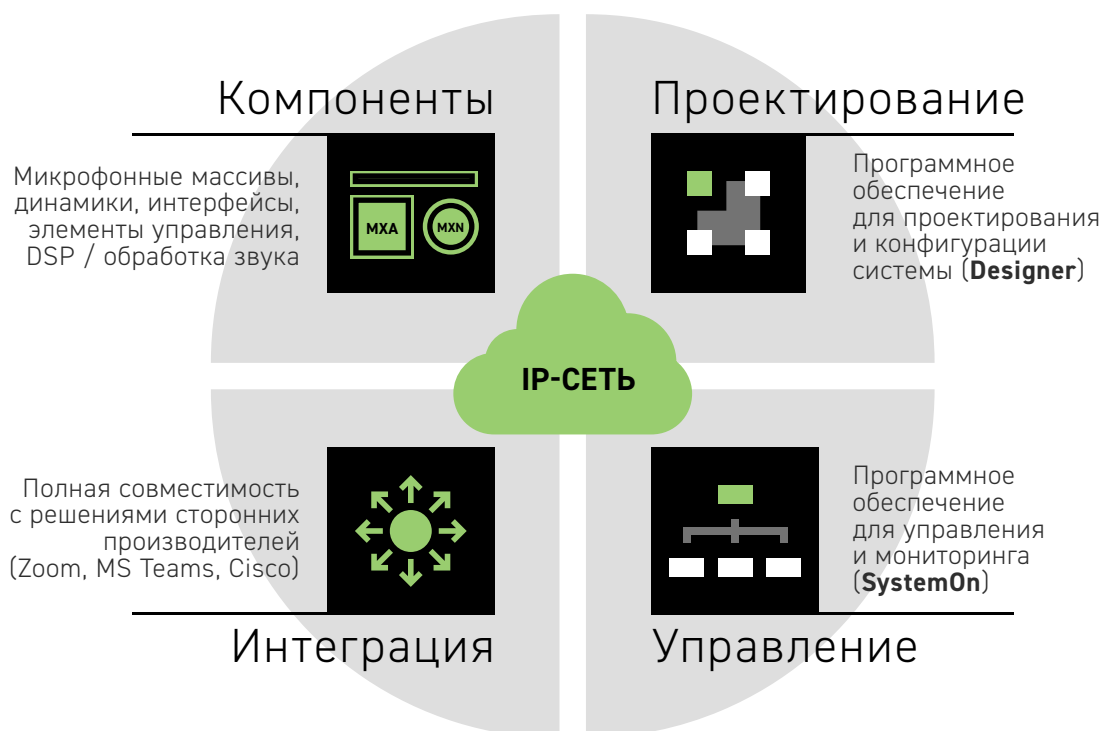 Компоненты
Микрофонные массивы,
динамики, интерфейсы,
элементы управления,
DSP / обработка звука
MXA
MXN
Проектирование
Программное
обеспечение
для проектирования
и конфигурации
системы (Designer)
IP-СЕТЬ
Полная совместимость
с решениями сторонних
производителей
(Zoom, MS Teams, Cisco)
Интеграция
Программное
обеспечение
для управления
и мониторинга
(SystemOn)
Управление